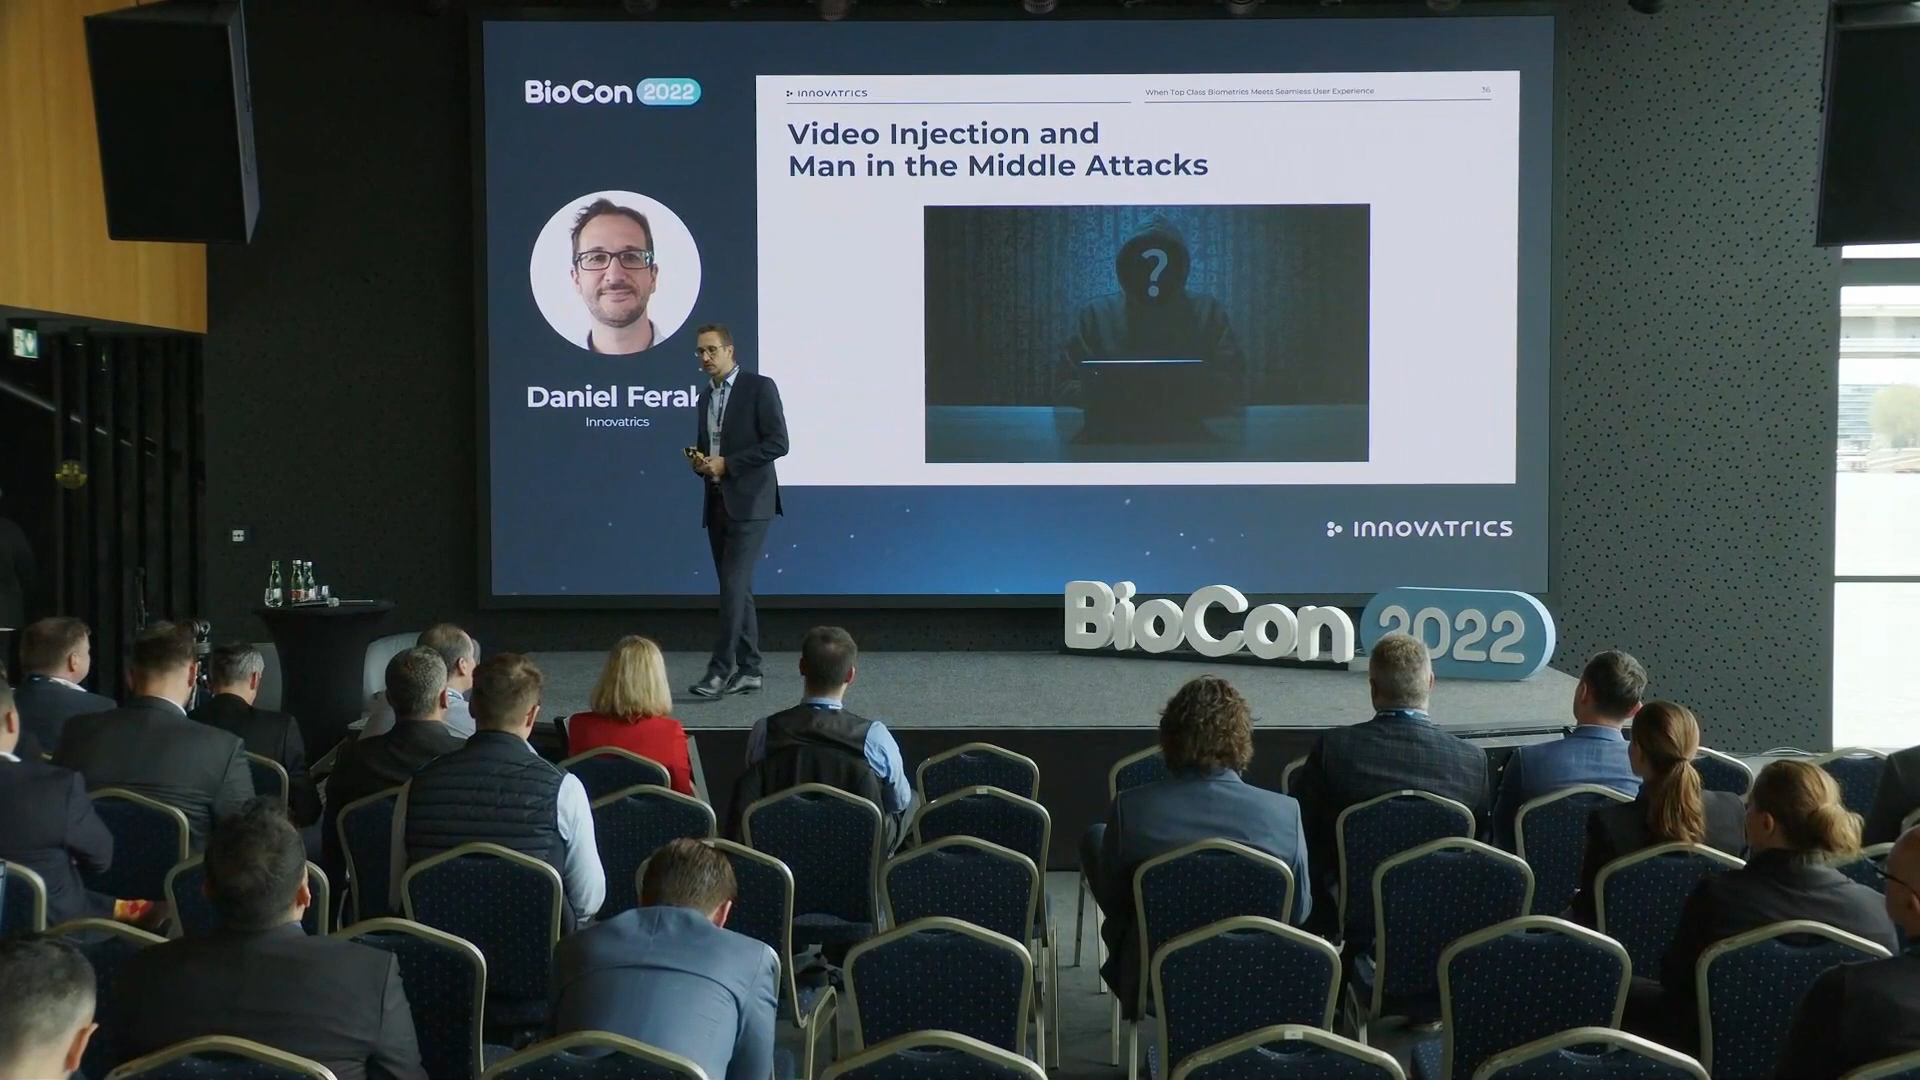 BioCon 2022
INNOVATRICS
When Top Class Biometrics Meets Seamless User Experience
36
Video Injection and
Man in the Middle Attacks
?
Daniel Ferak
Innovatrics
INNOVATRICS
BioCon 2022